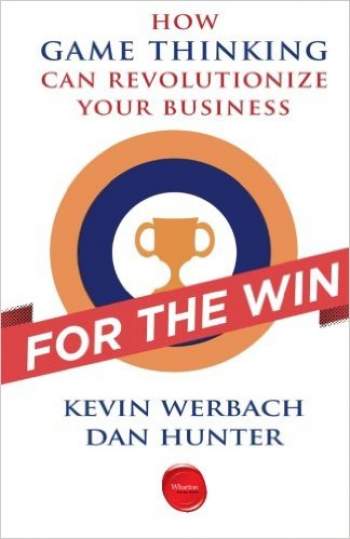 HOW
GAME THINKING
CAN REVOLUTIONIZE
YOUR BUSINESS
FOR THE WIN
KEVIN WERBACH
DAN HUNTER
Wharton